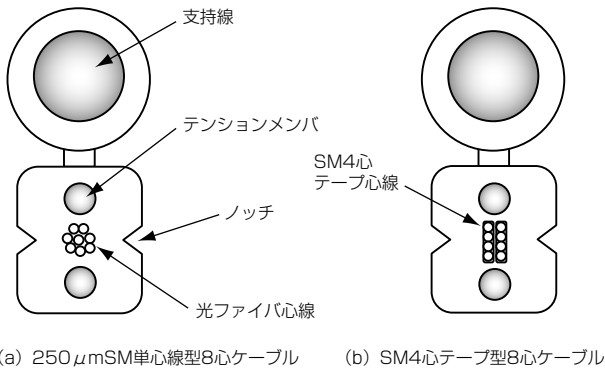 支持線
テンションメンバ
SM4心
テープ心線
ノッチ
光ファイバ心線
(a) 250μmSM単心線型8心ケーブル
(b) SM4心テープ型8心ケーブル